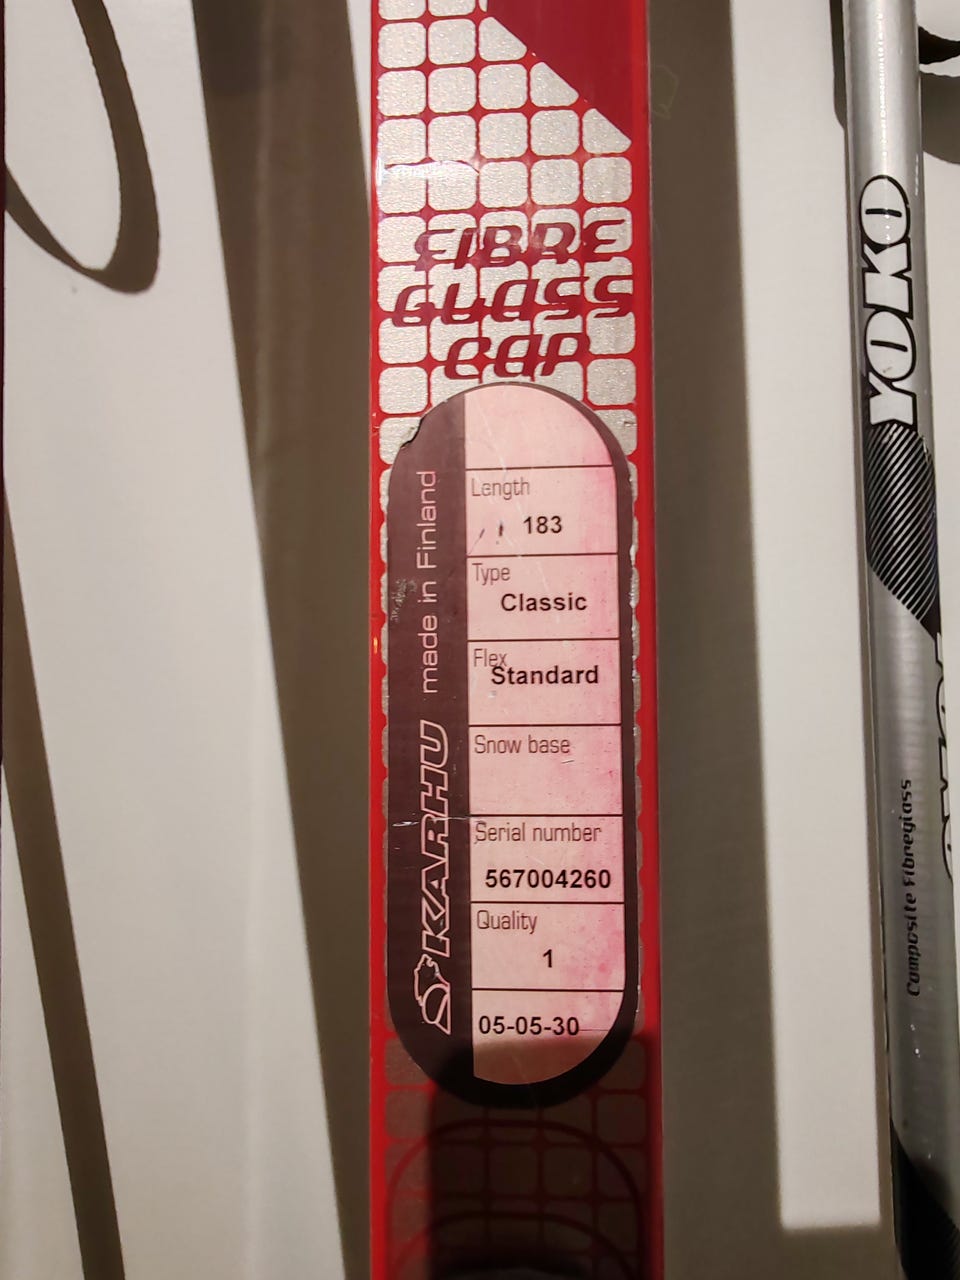 FIBRE
GLASS
CAP
Length
183
Type
Classic
Flex
Standard
Snow base
Serial number
567004260
Quality
1
05-05-30
KARHU made in Finland
YOKO
Composite Fibreglass